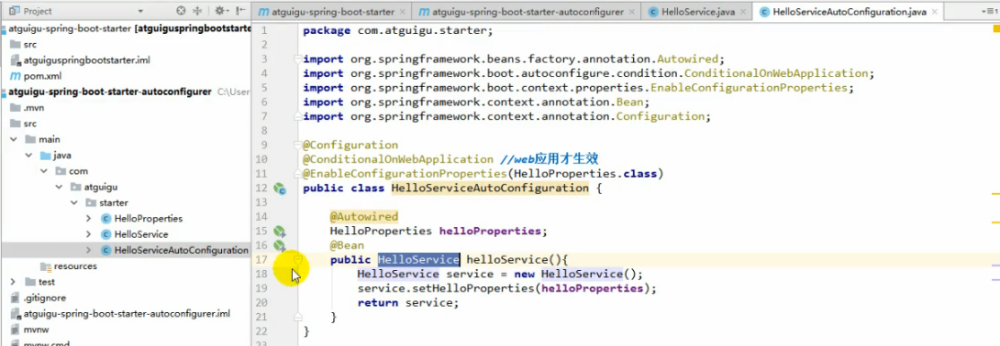 Project
atguigu-spring-boot-starter [atguiguspringbootstarte
src
atguiguspringbootstarter.iml
pom.xml
atguigu-spring-boot-starter-autoconfigurer C:\User
.mvn
src
main
java
com
atguigu
starter
HelloProperties
HelloService
HelloServiceAutoConfiguration
resources
test
.gitignore
atguigu-spring-boot-starter-autoconfigurer.iml
mvnw
mvnw.cmd
atguigu-spring-boot-starter atguigu-spring-boot-starter-autoconfigurer HelloService.java HelloServiceAutoConfiguration.java
1 package com.atguigu.starter;
2
3 import org.springframework.beans.factory.annotation.Autowired;
4 import org.springframework.boot.autoconfigure.condition.ConditionalOnWebApplication;
5 import org.springframework.boot.context.properties.EnableConfigurationProperties;
6 import org.springframework.context.annotation.Bean;
7 import org.springframework.context.annotation.Configuration;
8
9 @Configuration
10 @ConditionalOnWebApplication //web应用才生效
11 @EnableConfigurationProperties(HelloProperties.class)
12 public class HelloServiceAutoConfiguration {
13
14 @Autowired
15 HelloProperties helloProperties;
16 @Bean
17 public HelloService helloService(){
18 HelloService service = new HelloService();
19 service.setHelloProperties(helloProperties);
20 return service;
21 }
22 }
23